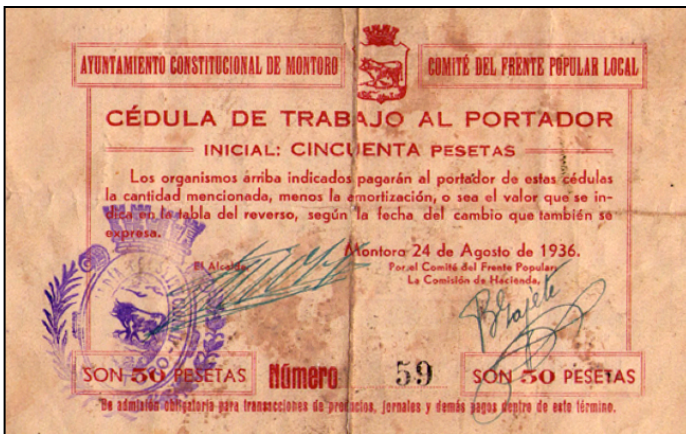 AYUNTAMIENTO CONSTITUCIONAL DE MONTORO
COMITÉ DEL FRENTE POPULAR LOCAL
CÉDULA DE TRABAJO AL PORTADOR
INICIAL: CINCUENTA PESETAS
Los organismos árriba indicados pagarán al portador de estas cédulas
la cantidad mencionada, menos la amortización, o sea el valor que se in-
dica en la tabla del reverso, según la fecha del cambio que también se
expresa.
Montoro 24 de Agosto de 1936.
El Alcalde,
Por el Comité del Frente Popular,
La Comisión de Hacienda,
SON 50 PESETAS
Número
59
SON 50 PESETAS
De admisión obligatoria para transacciones de productos, jornales y demás pagos dentro de este término.